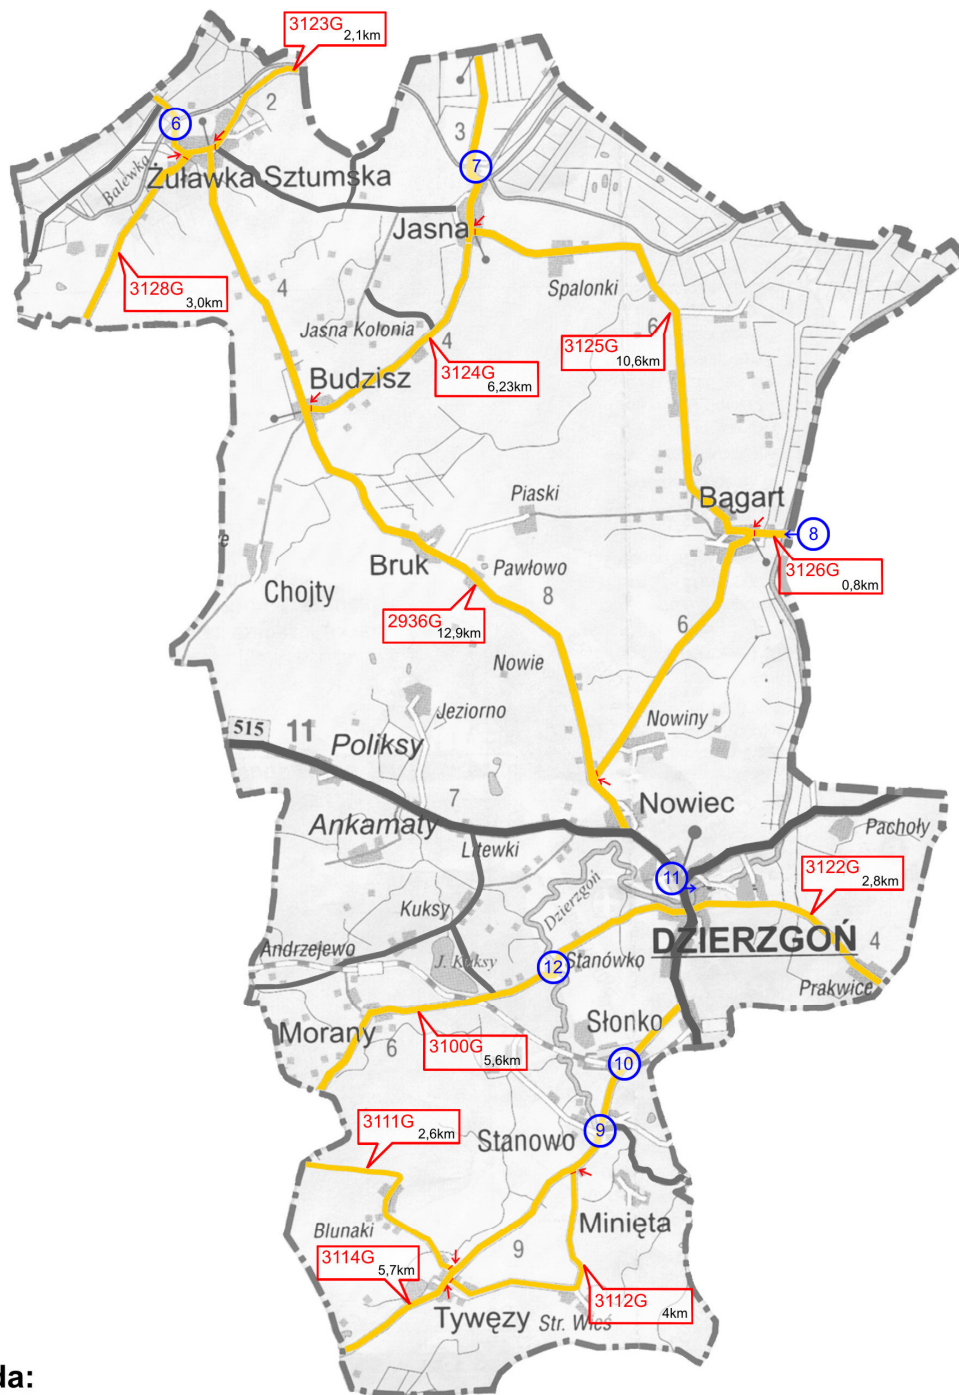 3123G
2,1km
2
6
3
7
Balewka
Żuławka Sztumska
Jasna
3128G
3,0km
4
Spalonki
Jasna Kolonia
4
6
3125G
10,6km
3124G
6,23km
Budzisz
Piaski
Bągart
8
Bruk
Pawłowo
3126G
0,8km
Chojty
8
2936G
12,9km
6
Nowie
Jeziorno
Nowiny
515
11
Poliksy
7
Nowiec
Ankamaty
Litewki
Pachoły
3122G
2,8km
11
Kuksy
Dzierzgoń
DZIERZGOŃ
4
Andrzejewo
J. Kuksy
12
Stanówko
Prakwice
Morany
6
3100G
5,6km
Słonko
10
3111G
2,6km
Stanowo
9
Minięta
Blunaki
9
3114G
5,7km
3112G
4km
Tywęzy
Str. Wieś
da: